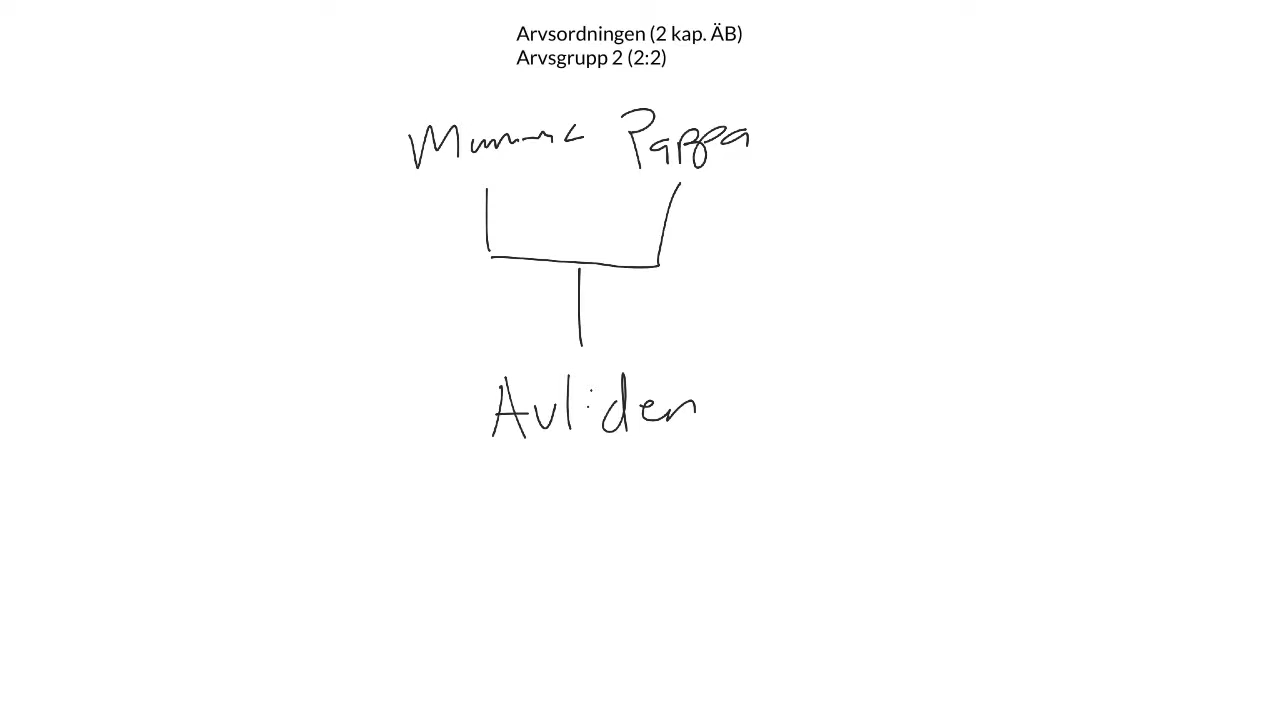 Arvsordningen (2 kap. ÄB)
Arvsgrupp 2 (2:2)
Mamma Pappa
Avliden